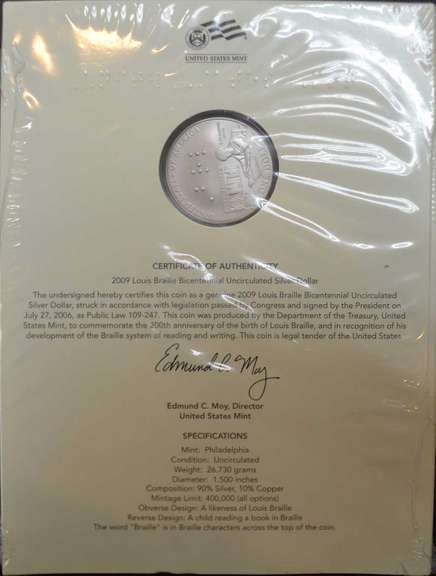 UNITED STATES MINT
CERTIFICATE OF AUTHENTICITY
2009 Louis Braille Bicentennial Uncirculated Silver Dollar
The undersigned hereby certifies this coin as a genuine 2009 Louis Braille Bicentennial Uncirculated
Silver Dollar, struck in accordance with legislation passed by Congress and signed by the President on
July 27, 2006, as Public Law 109-247. This coin was produced by the Department of the Treasury, United
States Mint, to commemorate the 200th anniversary of the birth of Louis Braille, and in recognition of his
development of the Braille system of reading and writing. This coin is legal tender of the United States
Edmund C. Moy
Edmund C. Moy, Director
United States Mint
SPECIFICATIONS
Mint: Philadelphia
Condition: Uncirculated
Weight: 26.730 grams
Diameter: 1.500 inches
Composition: 90% Silver, 10% Copper
Mintage Limit: 400,000 (all options)
Obverse Design: A likeness of Louis Braille
Reverse Design: A child reading a book in Braille
The word "Braille" is in Braille characters across the top of the coin.